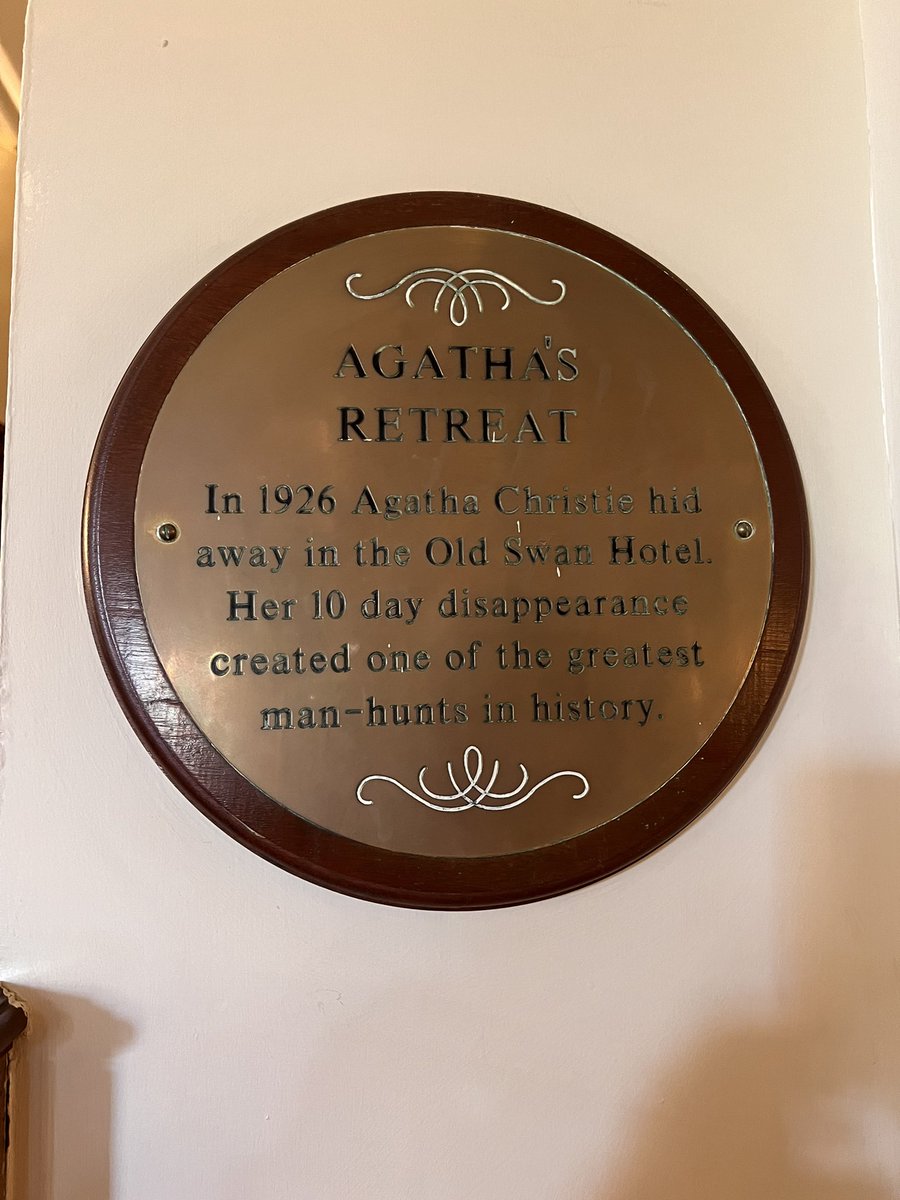 AGATHA'S
RETREAT
In 1926 Agatha Christie hid
away in the Old Swan Hotel.
Her 10 day disappearance
created one of the greatest
man-hunts in history.